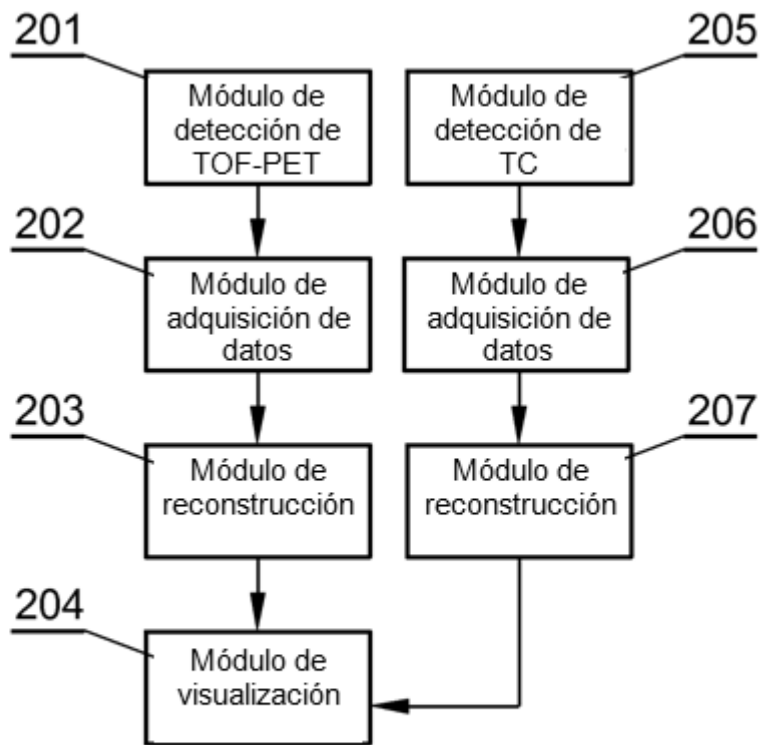 201
Módulo de
detección de
TOF-PET
205
Módulo de
detección de
TC
202
Módulo de
adquisición de
datos
206
Módulo de
adquisición de
datos
203
Módulo de
reconstrucción
207
Módulo de
reconstrucción
204
Módulo de
visualización